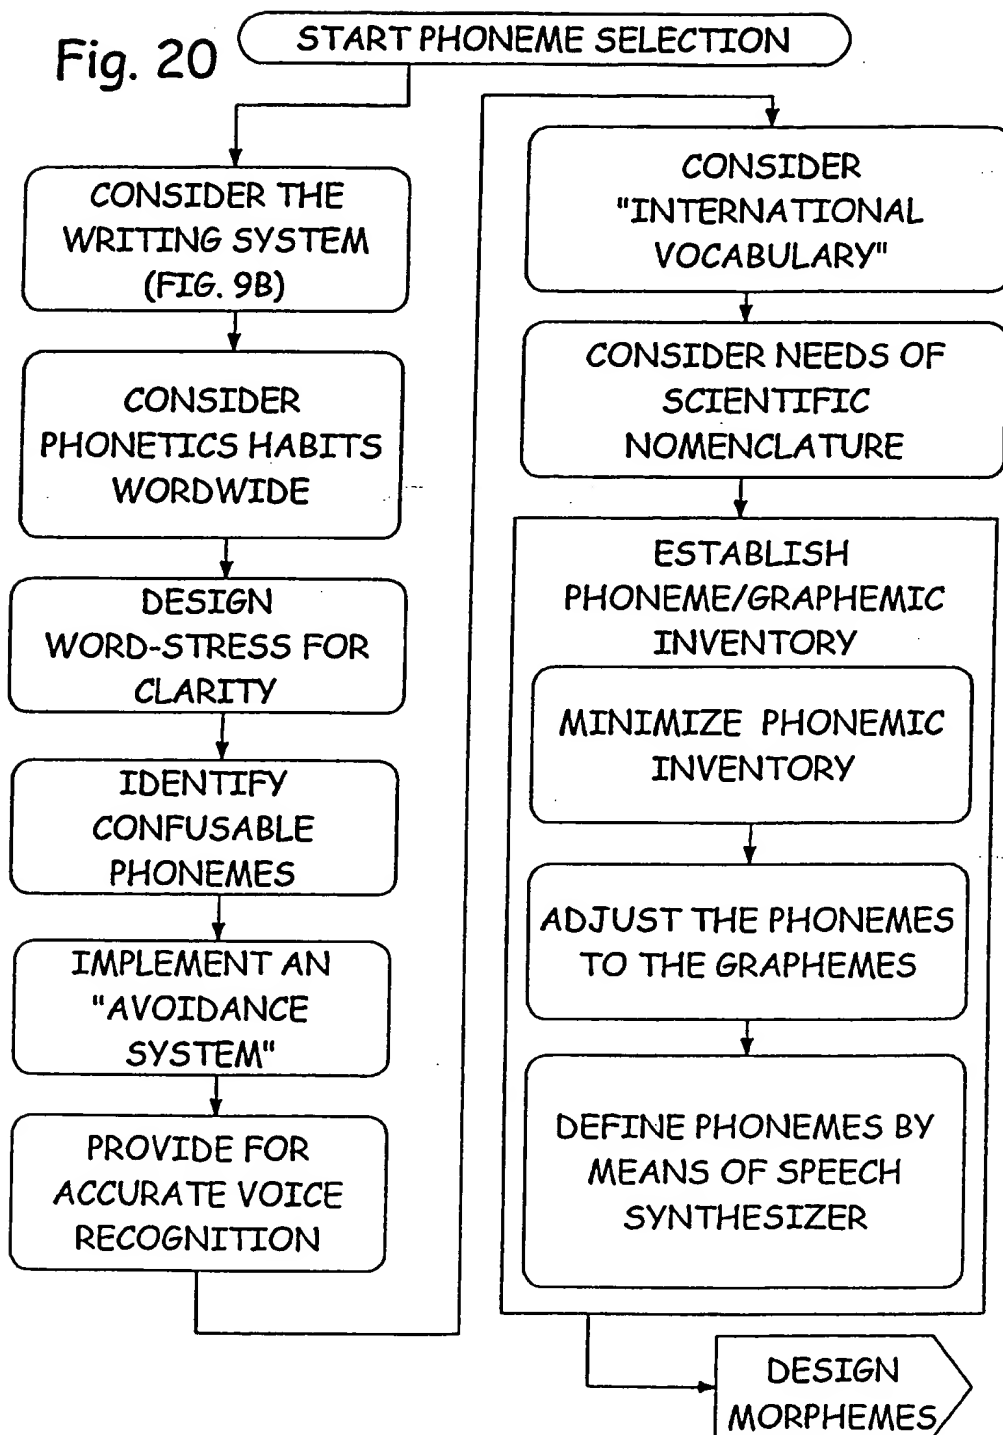 Fig. 20
START PHONEME SELECTION
CONSIDER THE
WRITING SYSTEM
(FIG. 9B)
CONSIDER
PHONETICS HABITS
WORDWIDE
DESIGN
WORD-STRESS FOR
CLARITY
IDENTIFY
CONFUSABLE
PHONEMES
IMPLEMENT AN
"AVOIDANCE
SYSTEM"
PROVIDE FOR
ACCURATE VOICE
RECOGNITION
CONSIDER
"INTERNATIONAL
VOCABULARY"
CONSIDER NEEDS OF
SCIENTIFIC
NOMENCLATURE
ESTABLISH
PHONEME/GRAPHEMIC
INVENTORY
MINIMIZE PHONEMIC
INVENTORY
ADJUST THE PHONEMES
TO THE GRAPHEMES
DEFINE PHONEMES BY
MEANS OF SPEECH
SYNTHESIZER
DESIGN
MORPHEMES